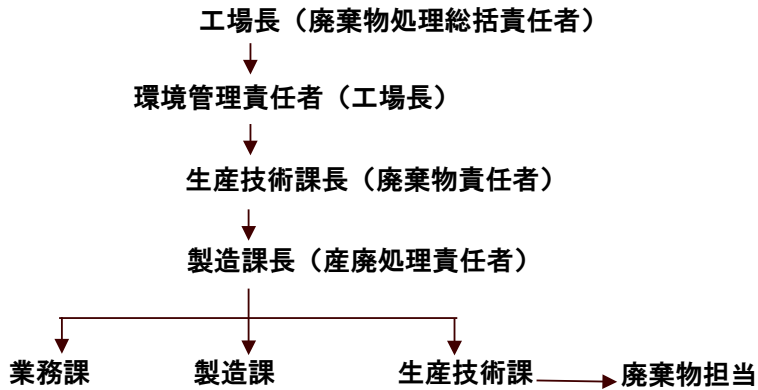 工場長（廃棄物処理総括責任者）
環境管理責任者（工場長）
生産技術課長（廃棄物責任者）
製造課長（産廃処理責任者）
業務課 製造課 生産技術課 廃棄物担当